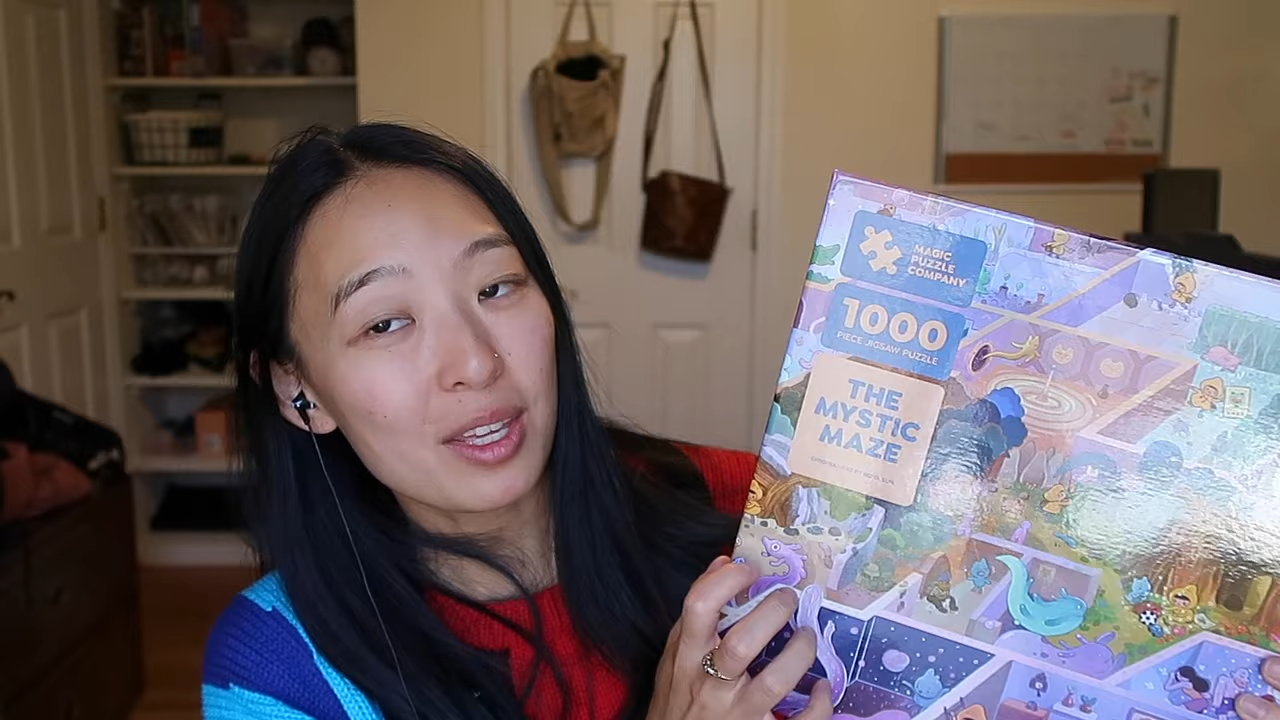 MAGIC
PUZZLE
COMPANY
1000
PIECE JIGSAW PUZZLE
THE
MYSTIC
MAZE